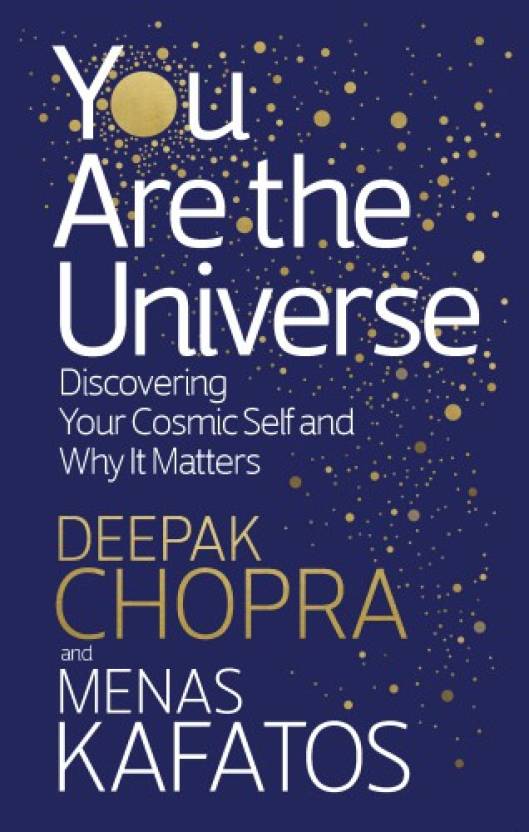 You
Are the
Universe
Discovering
Your Cosmic Self and
Why It Matters
DEEPAK
CHOPRA
and
MENAS
KAFATOS